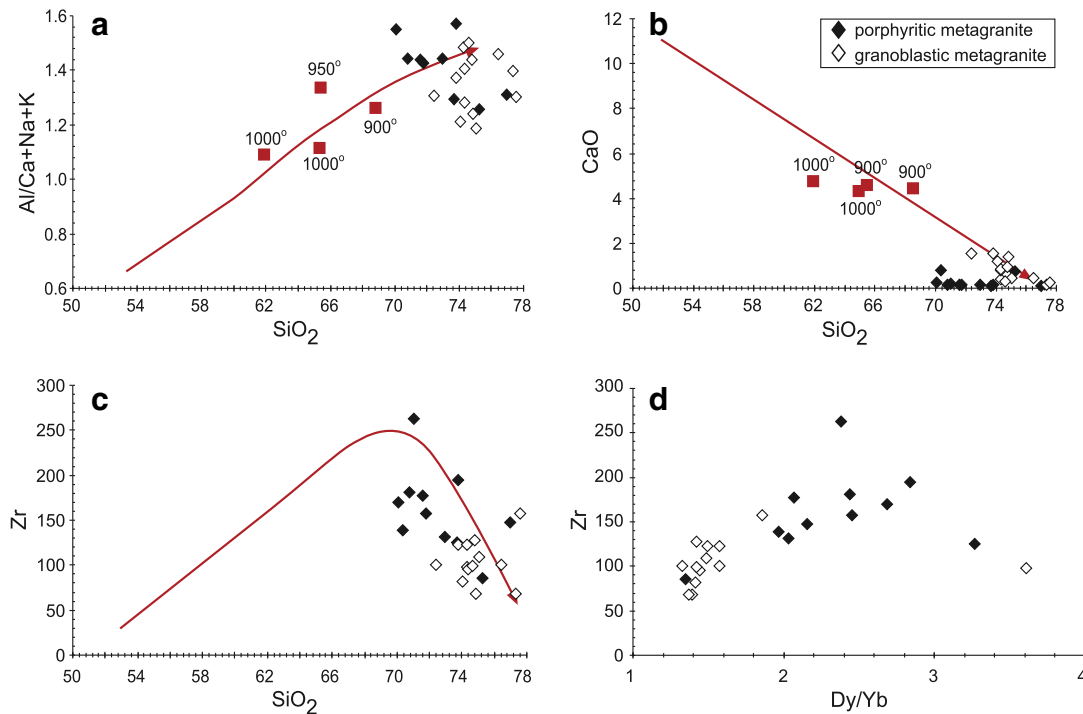 a
1.6
1.4
1.2
1.0
0.8
0.6
Al/Ca+Na+K
950°
1000°
900°
1000°
50 54 58 62 66 70 74 78
SiO2
b
porphyritic metagranite
granoblastic metagranite
12
10
8
6
4
2
0
CaO
1000° 900° 900°
1000°
50 54 58 62 66 70 74 78
SiO2
c
300
250
200
150
100
50
0
Zr
50 54 58 62 66 70 74 78
SiO2
d
300
250
200
150
100
50
0
Zr
1 2 3 4
Dy/Yb